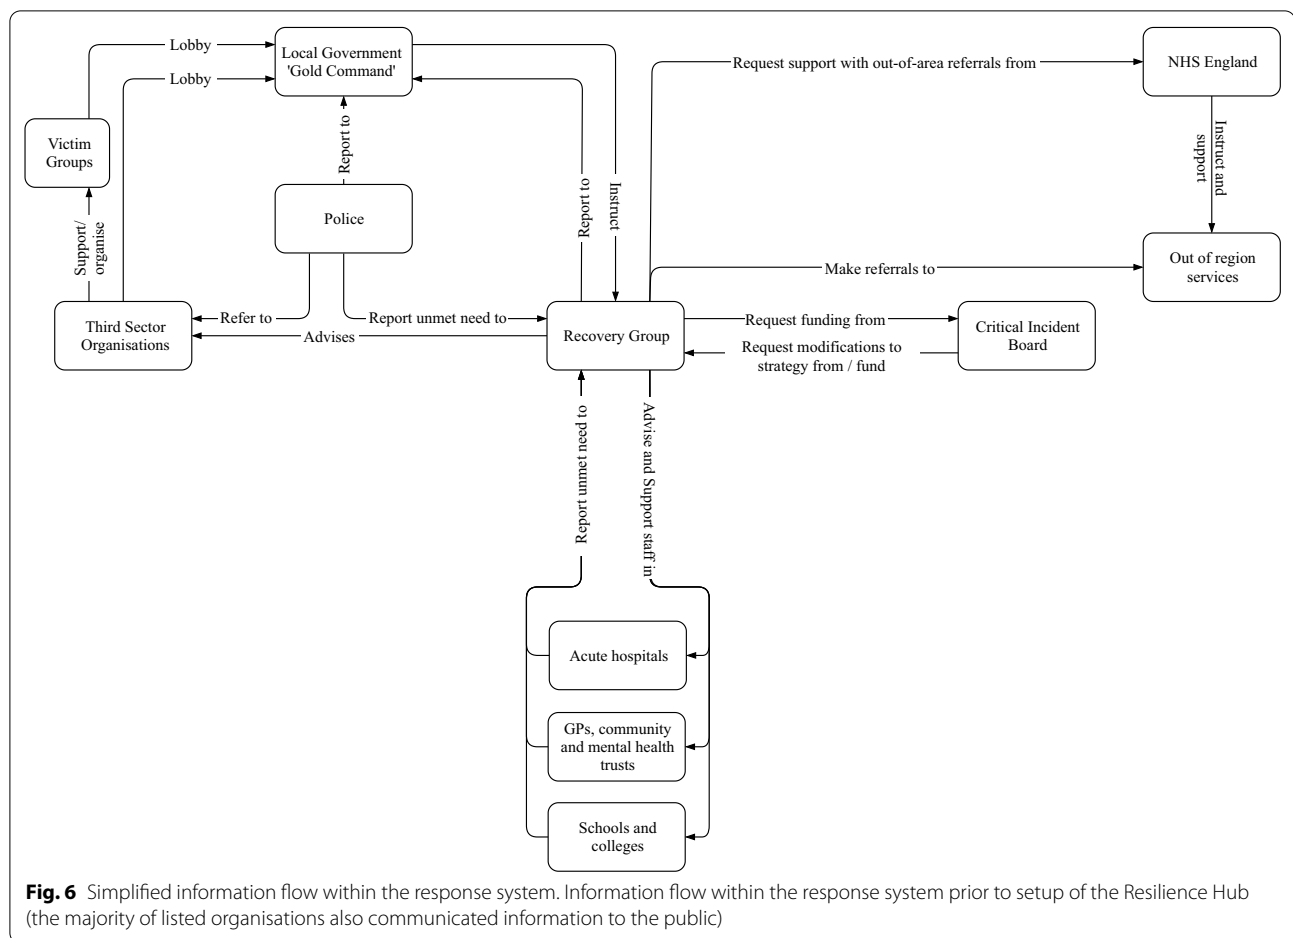 Lobby
Local Government
'Gold Command'
Request support with out-of-area referrals from
NHS England
Lobby
Victim
Groups
Report to
Instruct and
support
Police
Report to
Instruct
Support/
organise
Out of region
services
Make referrals to
Third Sector
Organisations
Refer to
Report unmet need to
Advises
Recovery Group
Request funding from
Request modifications to
strategy from / fund
Critical Incident
Board
Report unmet need to
Advise and Support staff in
Acute hospitals
GPs, community
and mental health
trusts
Schools and
colleges
Fig. 6 Simplified information flow within the response system. Information flow within the response system prior to setup of the Resilience Hub
(the majority of listed organisations also communicated information to the public)